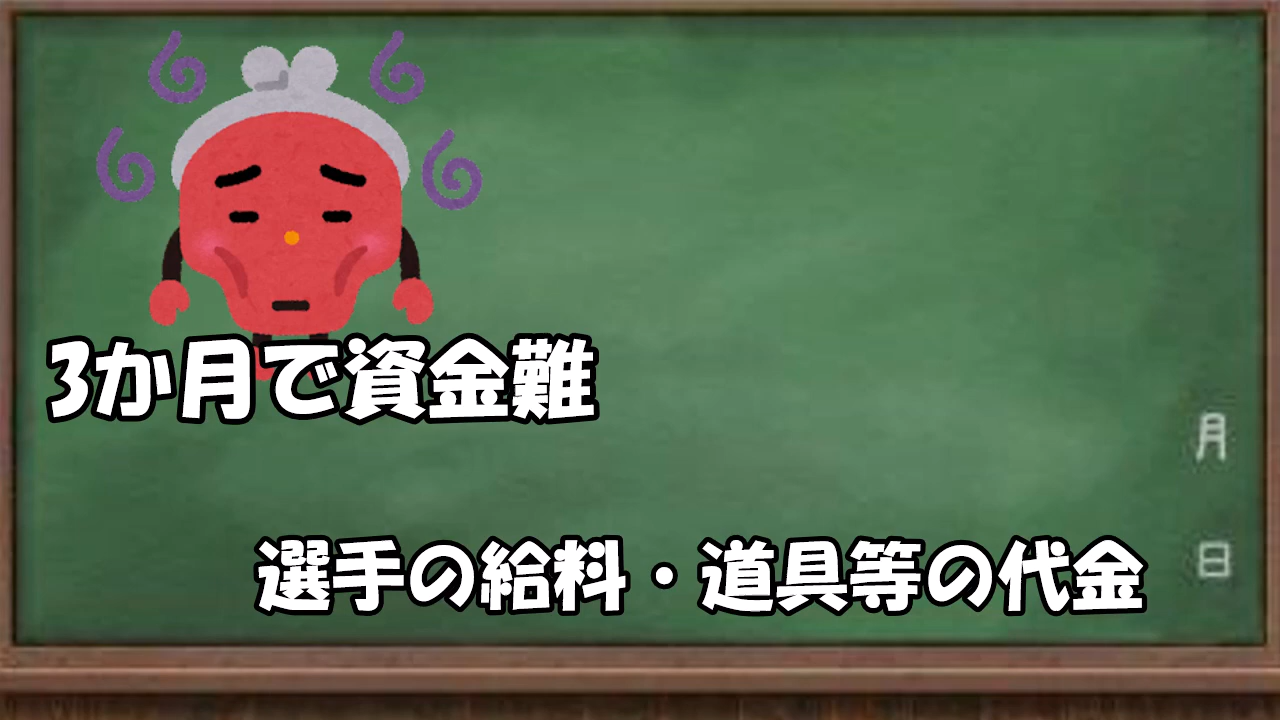 3か月で資金難
選手の給料・道具等の代金
月
日